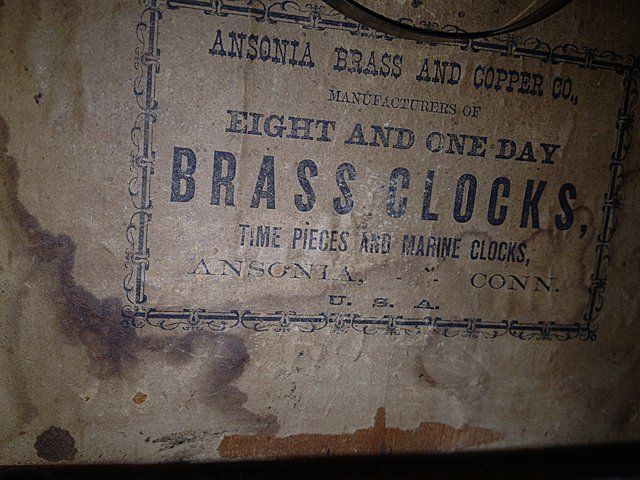 ANSONIA BRASS AND COPPER CO.,
MANUFACTURERS OF
EIGHT AND ONE-DAY
BRASS CLOCKS,
TIME PIECES AND MARINE CLOCKS,
ANSONIA, - - CONN.
U. S. A.